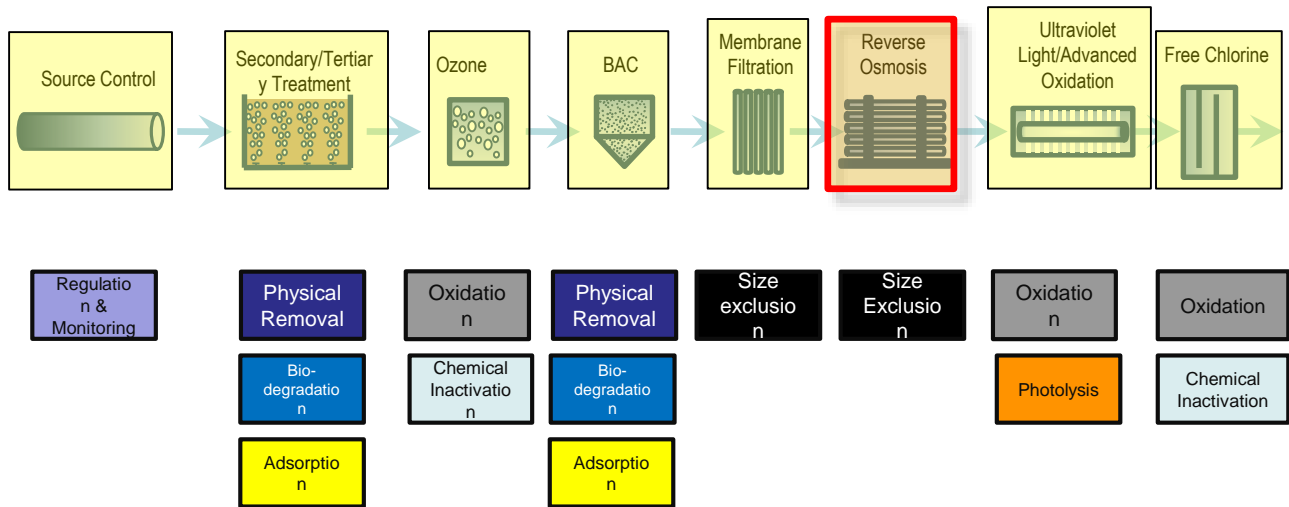 Source Control
Secondary/Tertiar
y Treatment
Ozone
BAC
Membrane
Filtration
Reverse
Osmosis
Ultraviolet
Light/Advanced
Oxidation
Free Chlorine
Regulatio
n &
Monitoring
Physical
Removal
Oxidatio
n
Physical
Removal
Size
exclusio
n
Size
Exclusio
n
Oxidatio
n
Oxidation
Bio-
degradatio
n
Chemical
Inactivatio
n
Bio-
degradatio
n
Photolysis
Chemical
Inactivation
Adsorptio
n
Adsorptio
n